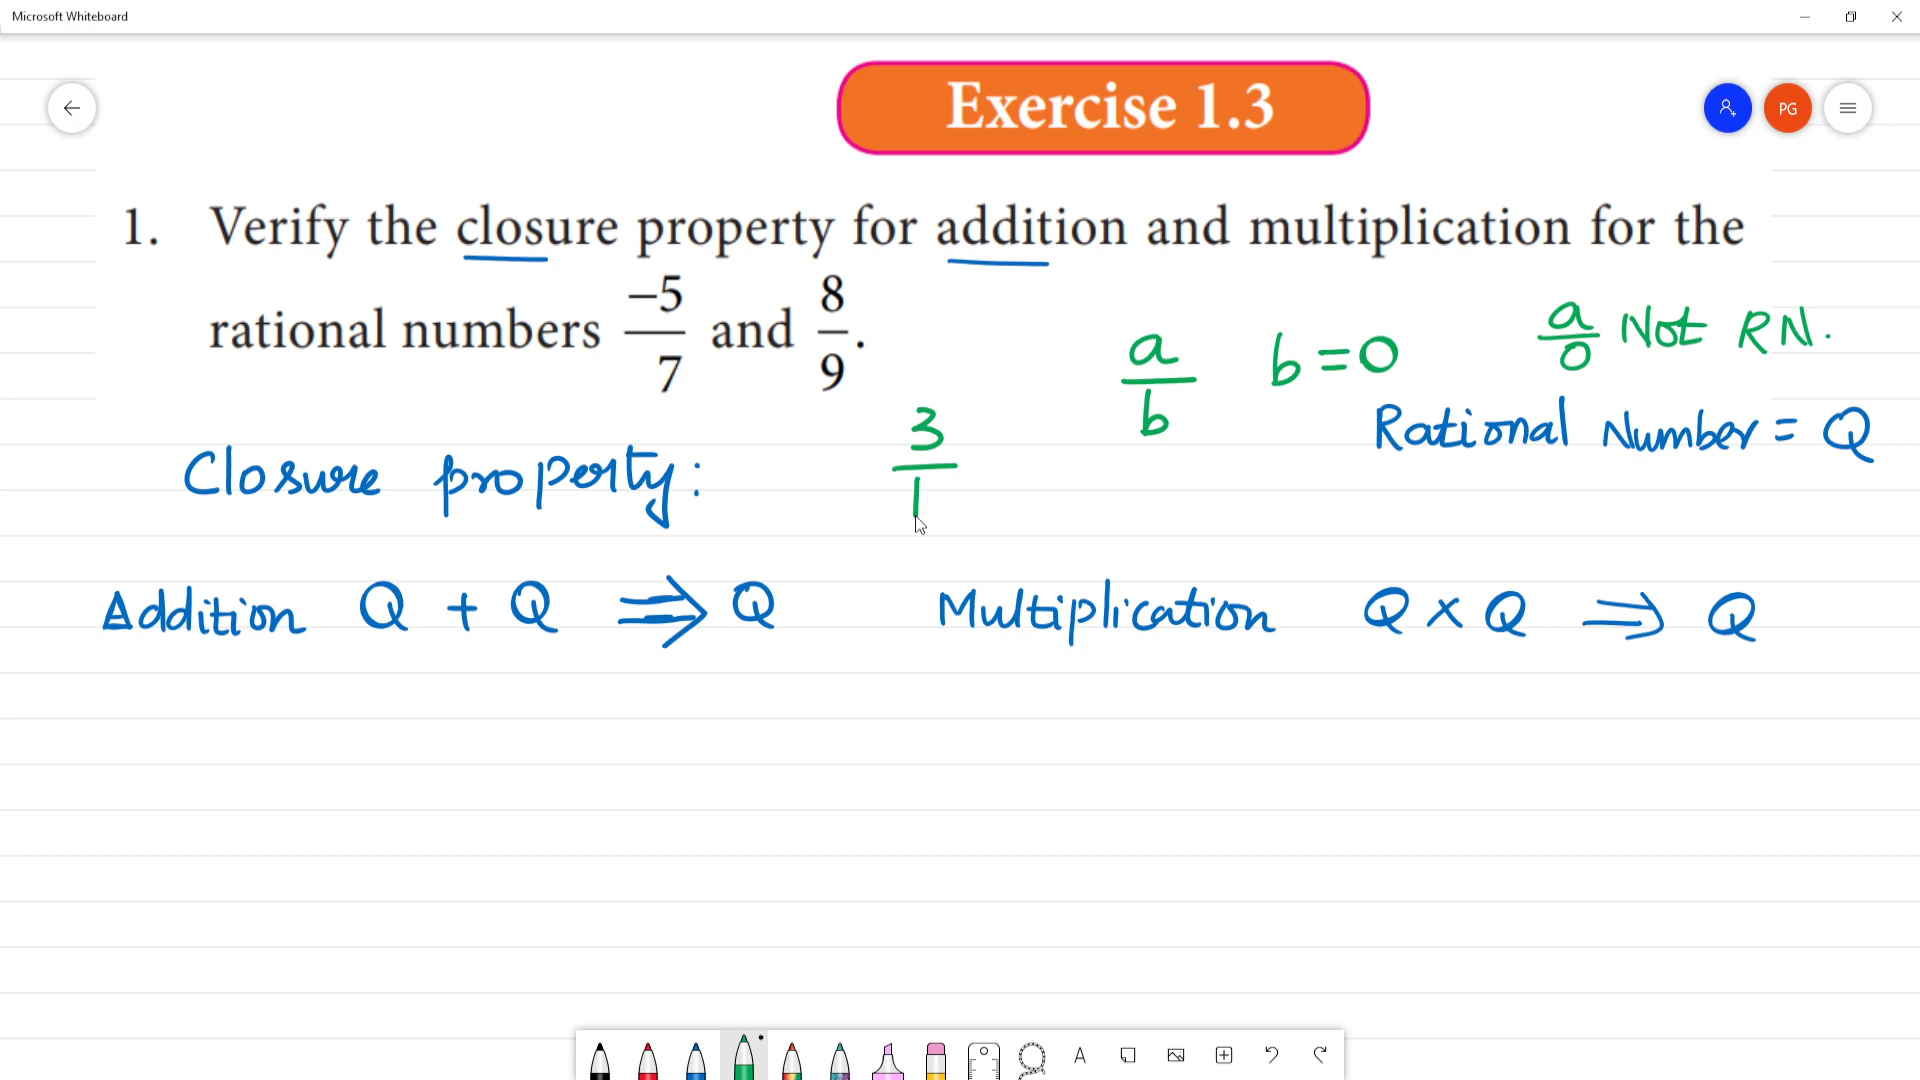 Microsoft Whiteboard
Exercise 1.3
PG
1. Verify the closure property for addition and multiplication for the
rational numbers −5/7 and 8/9.
a/b b = 0 a/0 Not RN.
Rational Number = Q
3/1
Closure property:
Addition Q + Q ⇒ Q Multiplication Q × Q ⇒ Q
A